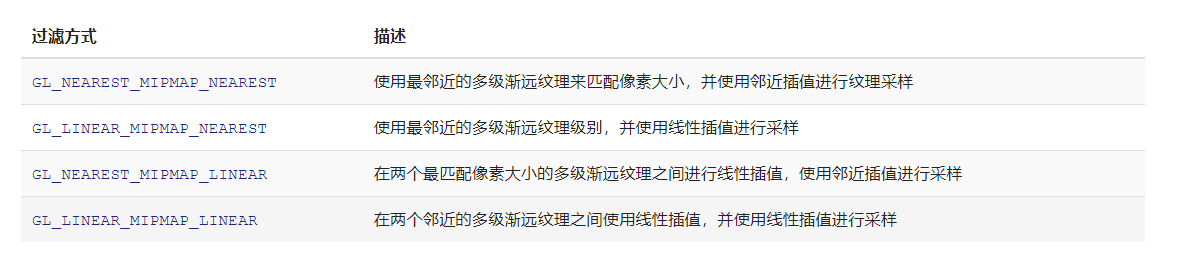 过滤方式 描述
GL_NEAREST_MIPMAP_NEAREST 使用最邻近的多级渐远纹理来匹配像素大小，并使用邻近插值进行纹理采样
GL_LINEAR_MIPMAP_NEAREST 使用最邻近的多级渐远纹理级别，并使用线性插值进行采样
GL_NEAREST_MIPMAP_LINEAR 在两个最匹配像素大小的多级渐远纹理之间进行线性插值，使用邻近插值进行采样
GL_LINEAR_MIPMAP_LINEAR 在两个邻近的多级渐远纹理之间使用线性插值，并使用线性插值进行采样